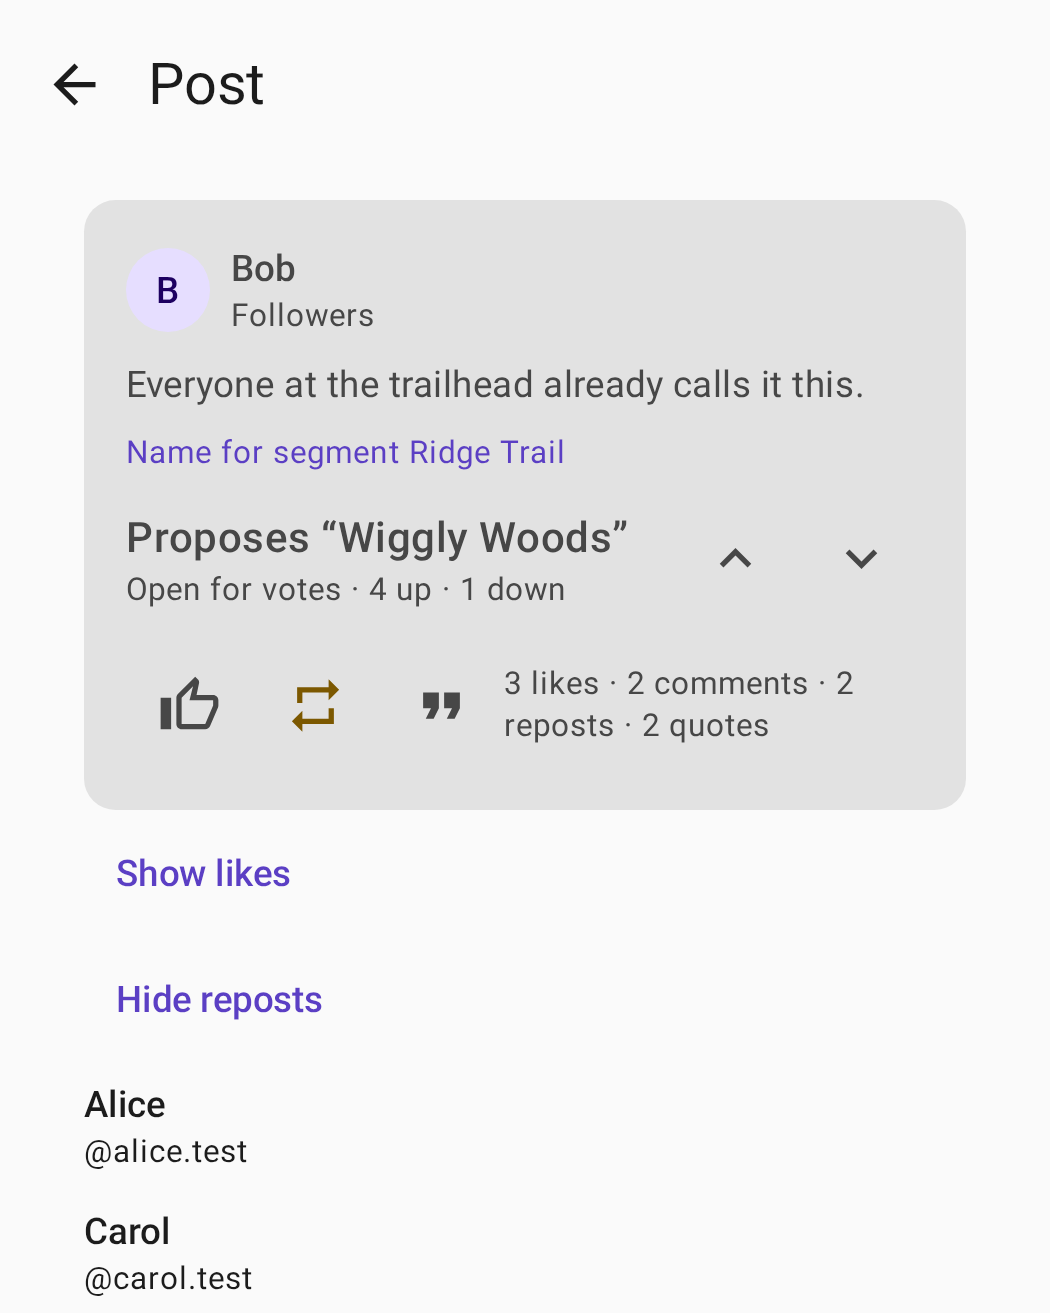 Post
B
Bob
Followers
Everyone at the trailhead already calls it this.
Name for segment Ridge Trail
Proposes “Wiggly Woods”
Open for votes · 4 up · 1 down
3 likes · 2 comments · 2
reposts · 2 quotes
Show likes
Hide reposts
Alice
@alice.test
Carol
@carol.test